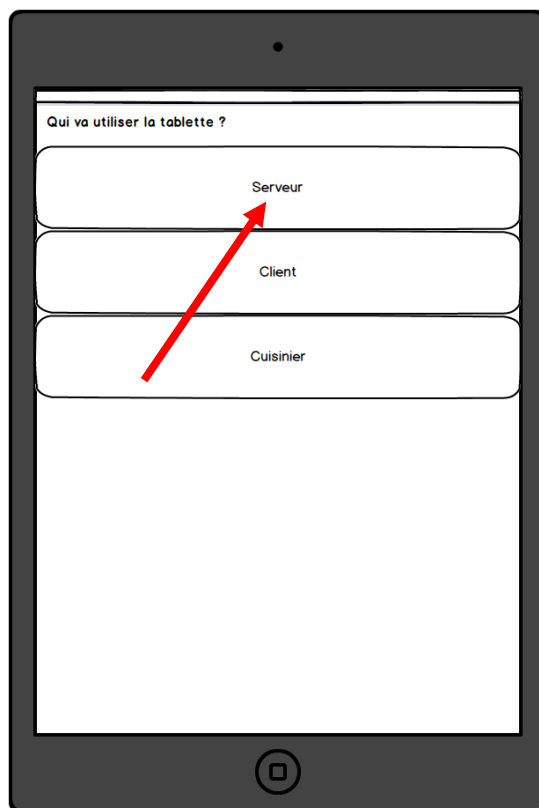 Qui va utiliser la tablette ?
Serveur
Client
Cuisinier